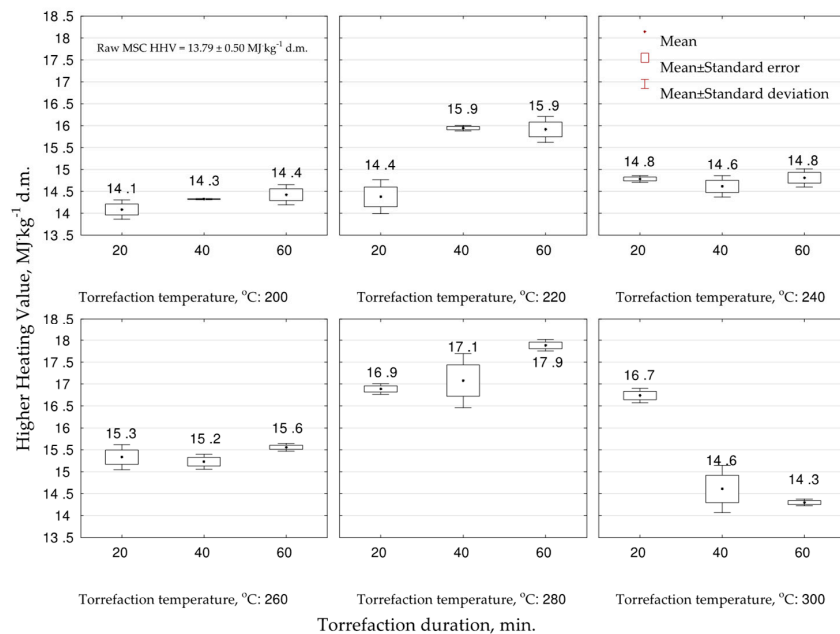 Higher Heating Value, MJ·kg-1 d.m.
18.5
18
17.5
17
16.5
16
15.5
15
14.5
14
13.5
Raw MSC HHV = 13.79 ± 0.50 MJ·kg-1 d.m.
14 .1
14 .3
14 .4
20 40 60
Torrefaction temperature, °C: 200
14 .4
15 .9
15 .9
20 40 60
Torrefaction temperature, °C: 220
Mean
Mean±Standard error
Mean±Standard deviation
14 .8
14 .6
14 .8
20 40 60
Torrefaction temperature, °C: 240
18.5
18
17.5
17
16.5
16
15.5
15
14.5
14
13.5
15 .3
15 .2
15 .6
20 40 60
Torrefaction temperature, °C: 260
16 .9
17 .1
17 .9
20 40 60
Torrefaction temperature, °C: 280
16 .7
14 .6
14 .3
20 40 60
Torrefaction temperature, °C: 300
Torrefaction duration, min.